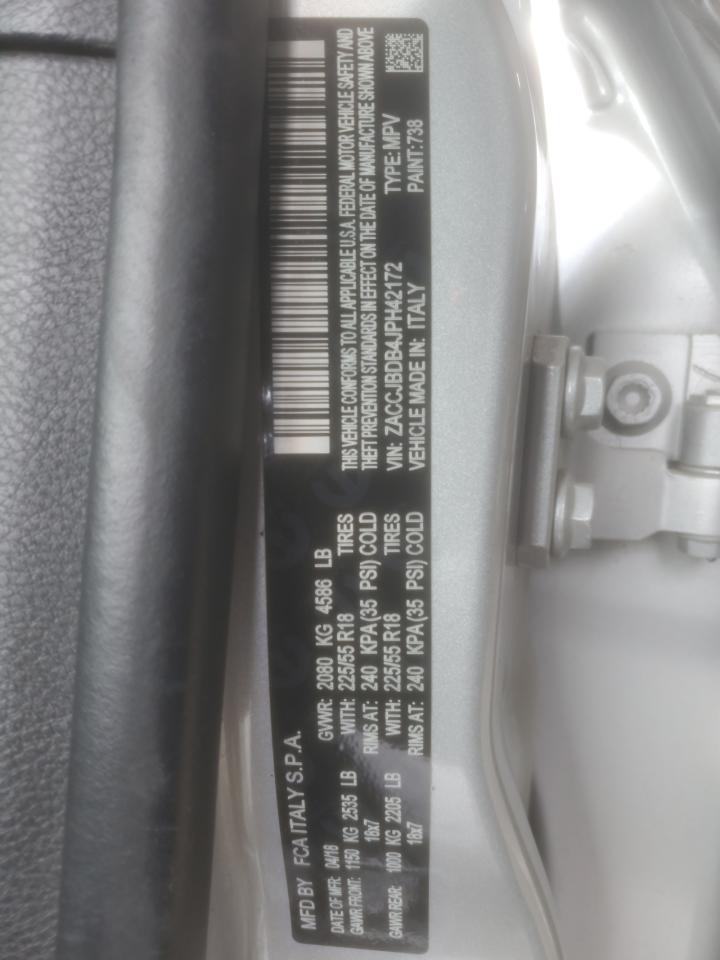 MFD BY FCA ITALY S.P.A.
DATE OF MFR: 04/18 GVWR: 2080 KG 4586 LB
GAWR FRONT: 1150 KG 2535 LB WITH: 225/55 R18 TIRES
18x7 RIMS AT: 240 KPA(35 PSI) COLD
GAWR REAR: 1000 KG 2205 LB WITH: 225/55 R18 TIRES
18x7 RIMS AT: 240 KPA(35 PSI) COLD
THIS VEHICLE CONFORMS TO ALL APPLICABLE U.S.A. FEDERAL MOTOR VEHICLE SAFETY AND
THEFT PREVENTION STANDARDS IN EFFECT ON THE DATE OF MANUFACTURE SHOWN ABOVE
VIN: ZACCJBDB4JPH42172 TYPE: MPV
VEHICLE MADE IN: ITALY PAINT:738